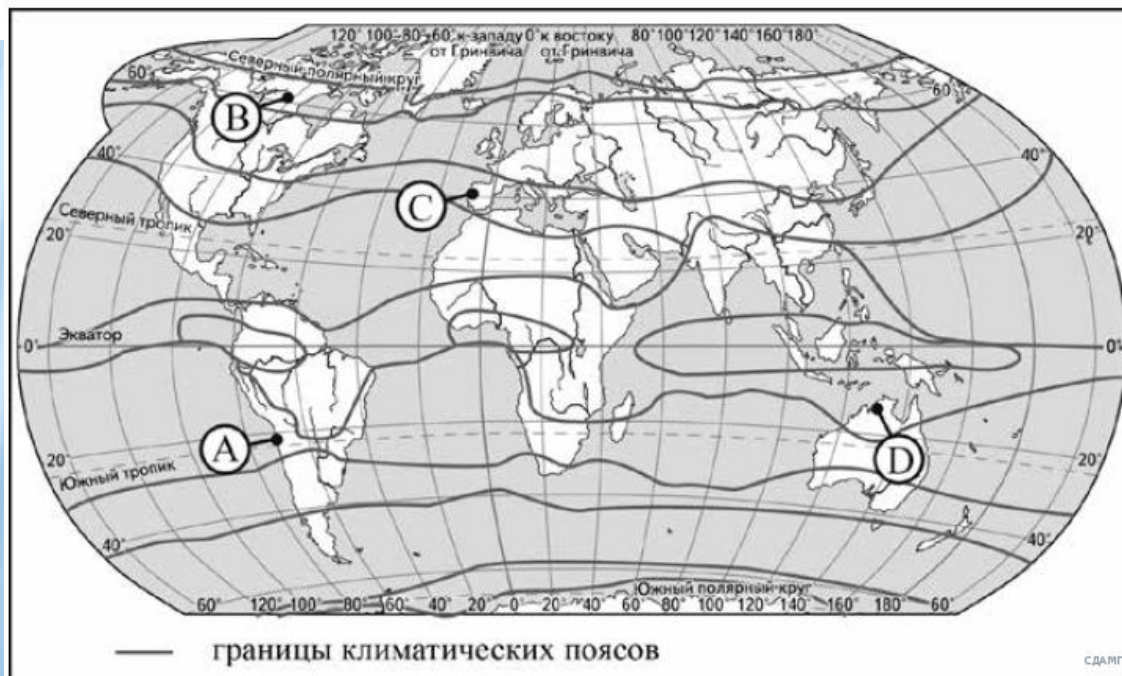 120° 100° 80° 60° к западу 0° к востоку 80° 100° 120° 140° 160° 180°
от Гринвича от Гринвича
Северный полярный круг
60°
60°
B
40°
40°
C
Северный тропик
20°
20°
Экватор
0°
0°
A
D
20°
20°
Южный тропик
40°
40°
Южный полярный круг
60° 120° 100° 80° 60° 40° 20° 0° 20° 40° 60° 80° 100° 120° 140° 160° 180° 60°
границы климатических поясов